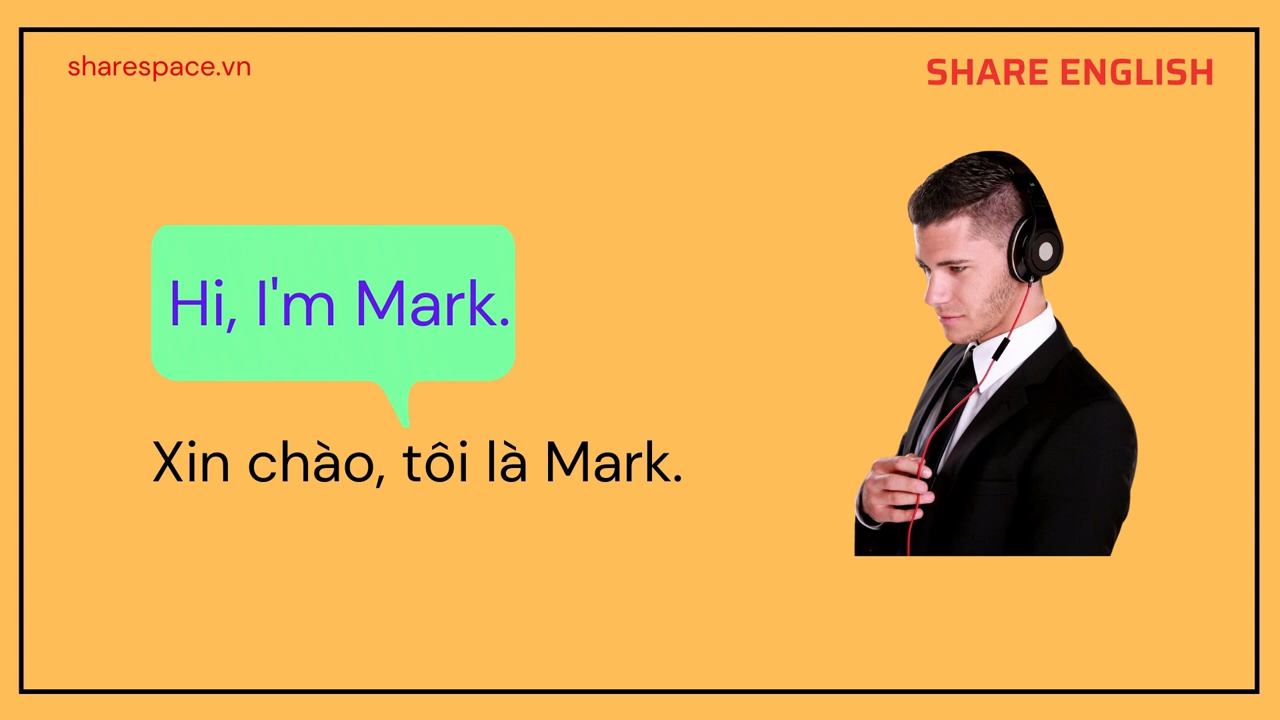 sharespace.vn
SHARE ENGLISH
Hi, I'm Mark.
Xin chào, tôi là Mark.